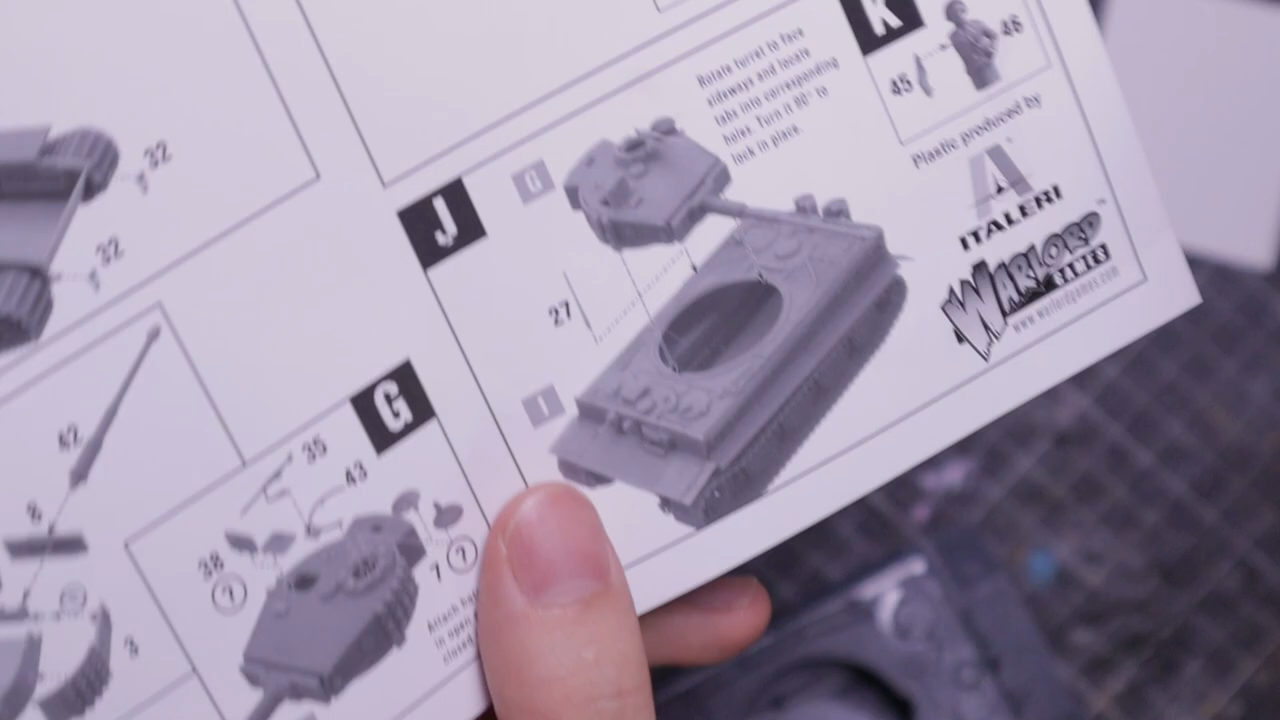 32
32
42
8
3
G
35
43
38
?
7
?
in open
closed
J
27
Rotate turret to face
sideways and locate
tabs into corresponding
holes. Turn it 90° to
lock in place.
K
45
46
Plastic produced by
ITALERI
WARLORD
GAMES
™
www.warlordgames.com